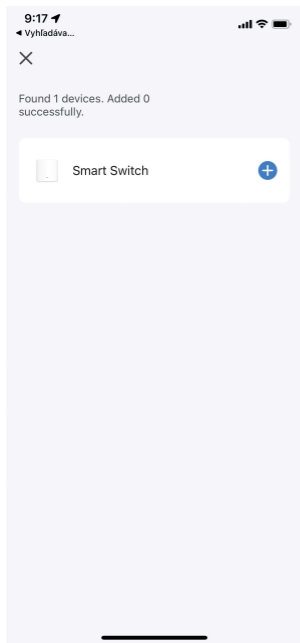 9:17
◀ Vyhľadáva...
Found 1 devices. Added 0
successfully.
Smart Switch